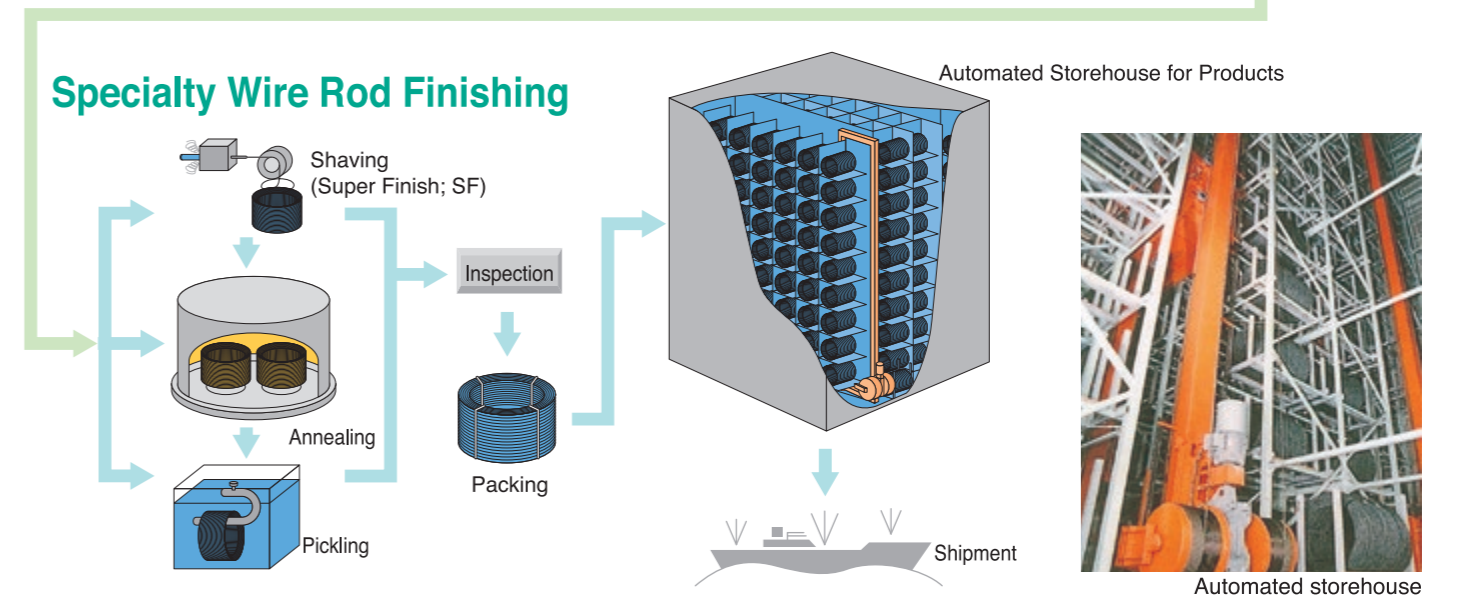 Specialty Wire Rod Finishing
Automated Storehouse for Products
Shaving
(Super Finish; SF)
Inspection
Annealing
Packing
Pickling
Shipment
Automated storehouse